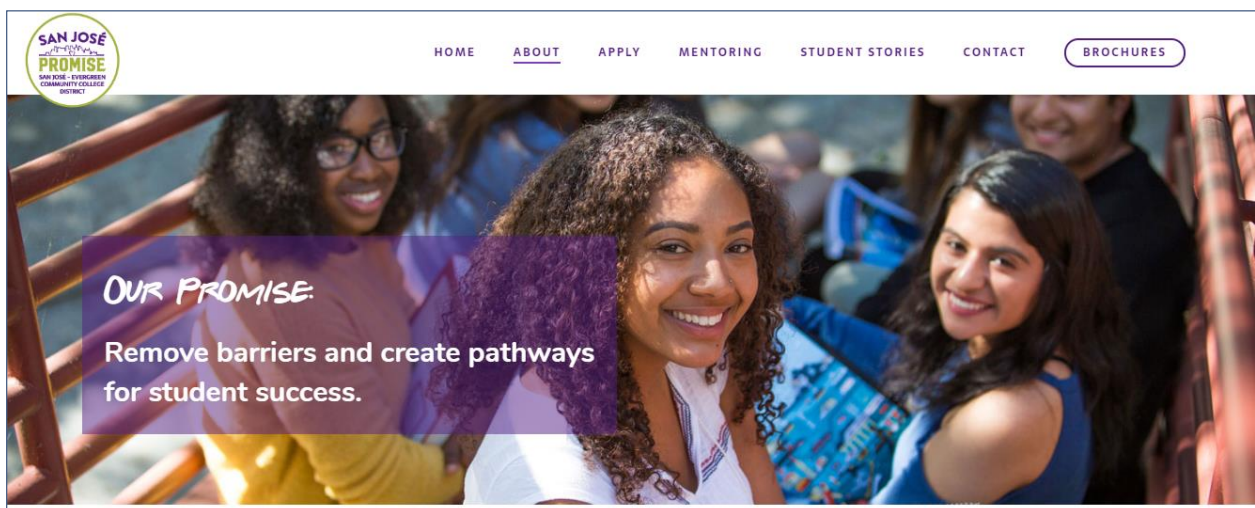 SAN JOSÉ
PROMISE
SAN JOSÉ - EVERGREEN
COMMUNITY COLLEGE
DISTRICT
HOME ABOUT APPLY MENTORING STUDENT STORIES CONTACT BROCHURES
OUR PROMISE:
Remove barriers and create pathways
for student success.